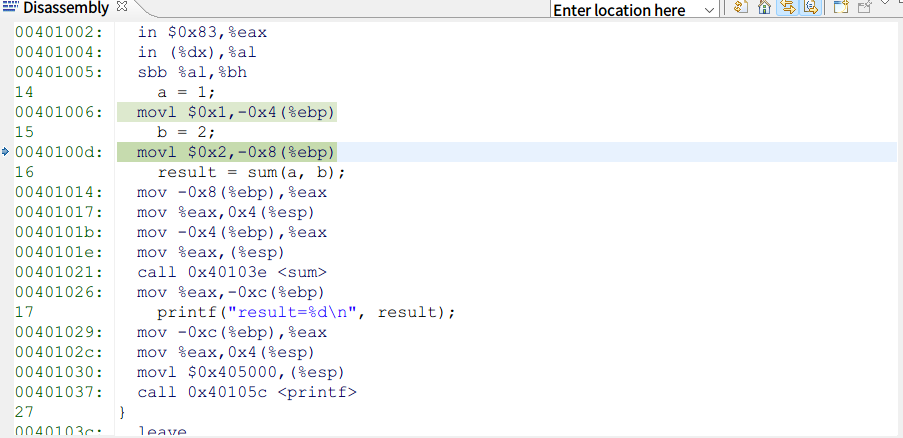 Disassembly
Enter location here
00401002: in $0x83,%eax
00401004: in (%dx),%al
00401005: sbb %al,%bh
14 a = 1;
00401006: movl $0x1,-0x4(%ebp)
15 b = 2;
0040100d: movl $0x2,-0x8(%ebp)
16 result = sum(a, b);
00401014: mov -0x8(%ebp),%eax
00401017: mov %eax,0x4(%esp)
0040101b: mov -0x4(%ebp),%eax
0040101e: mov %eax,(%esp)
00401021: call 0x40103e <sum>
00401026: mov %eax,-0xc(%ebp)
17 printf("result=%d\n", result);
00401029: mov -0xc(%ebp),%eax
0040102c: mov %eax,0x4(%esp)
00401030: movl $0x405000,(%esp)
00401037: call 0x40105c <printf>
27 }
0040103c: leave